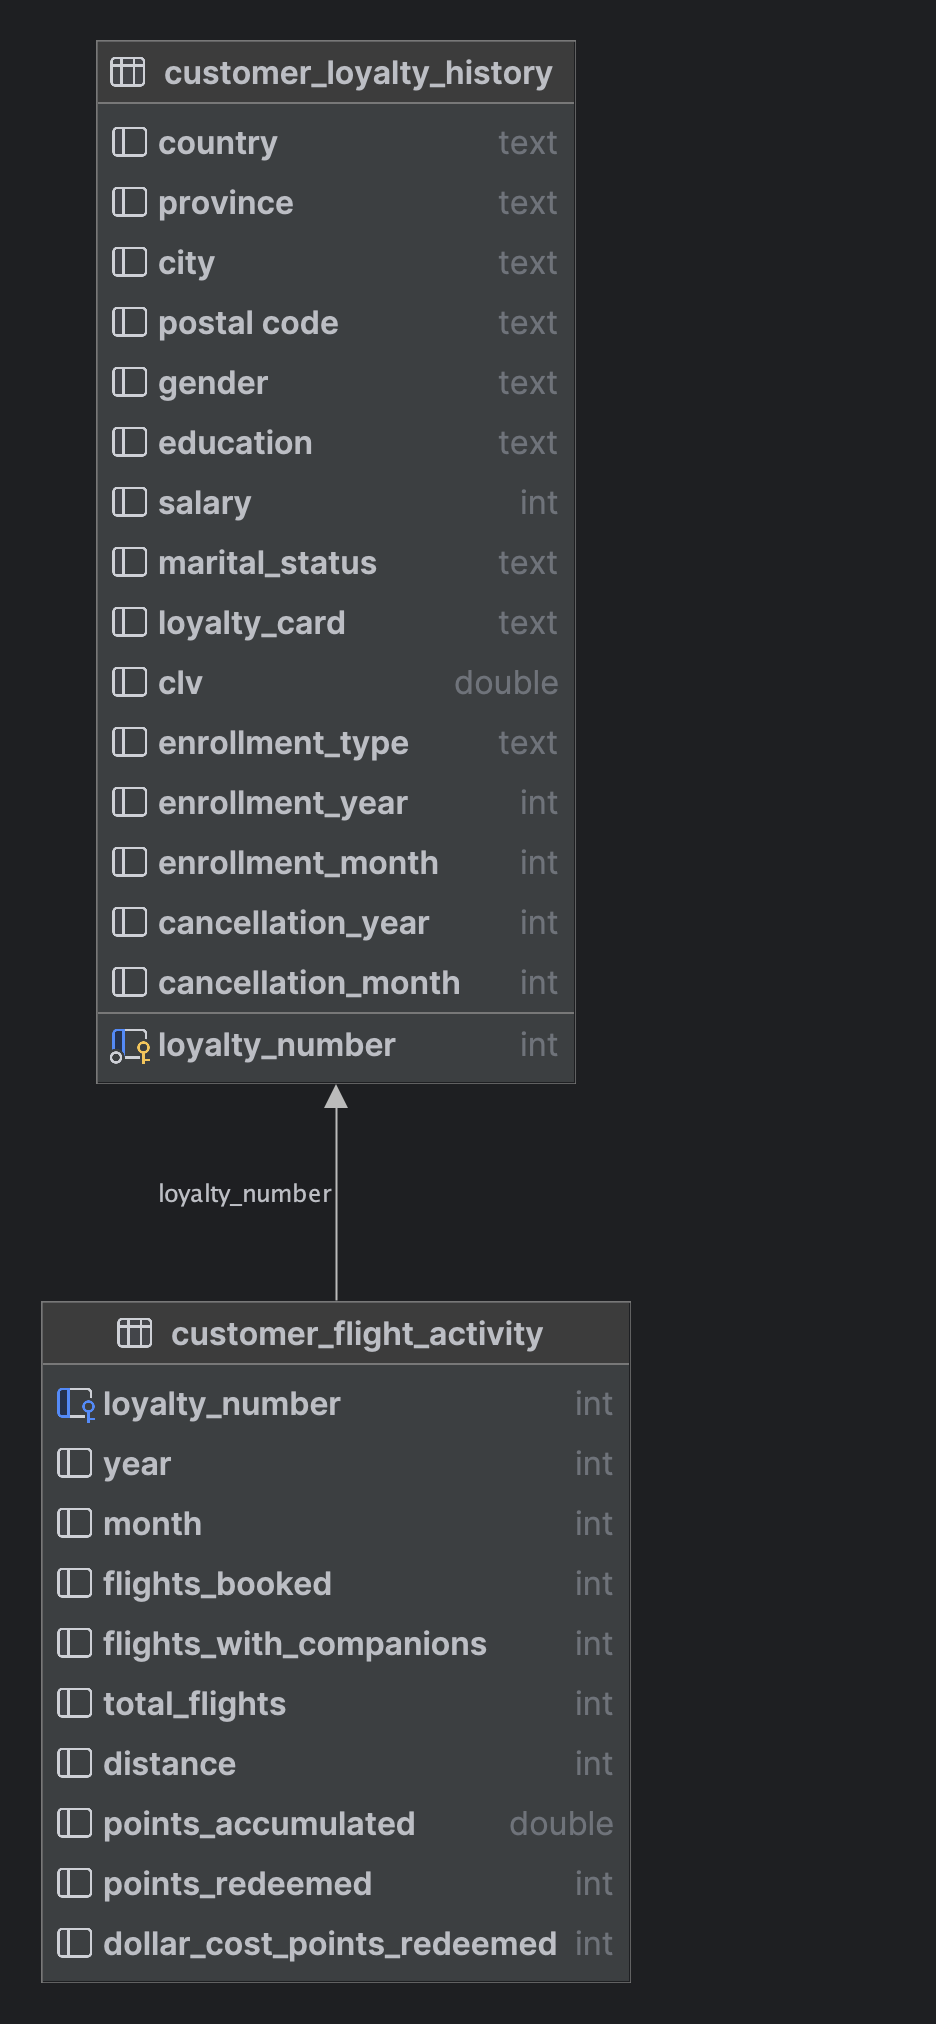 customer_loyalty_history
country text
province text
city text
postal code text
gender text
education text
salary int
marital_status text
loyalty_card text
clv double
enrollment_type text
enrollment_year int
enrollment_month int
cancellation_year int
cancellation_month int
loyalty_number int
loyalty_number
customer_flight_activity
loyalty_number int
year int
month int
flights_booked int
flights_with_companions int
total_flights int
distance int
points_accumulated double
points_redeemed int
dollar_cost_points_redeemed int